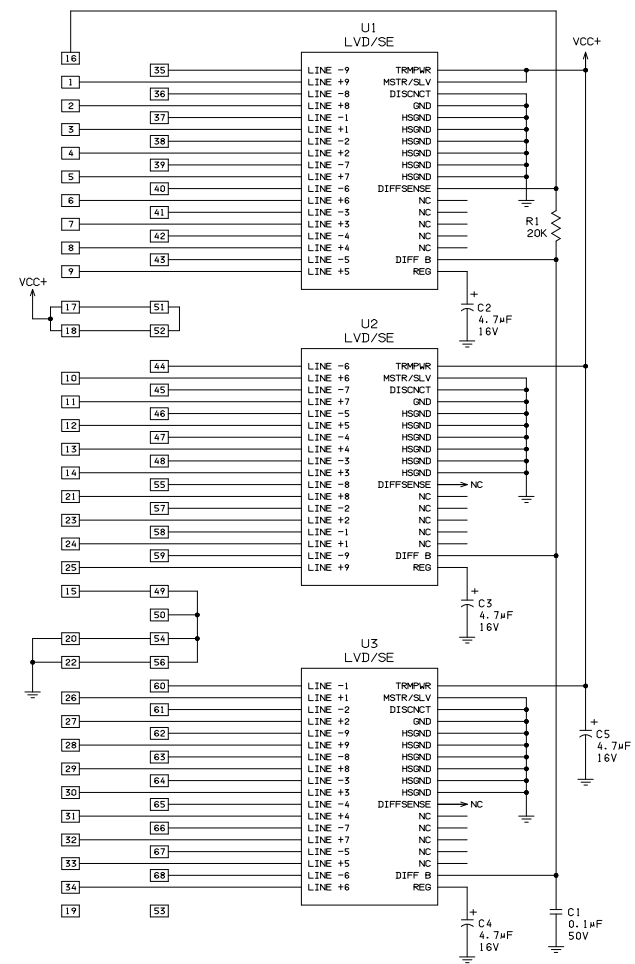 U1
LVD/SE
VCC+
16
35 LINE -9 TRMPWR
1 LINE +9 MSTR/SLV
36 LINE -8 DISCNCT
2 LINE +8 GND
37 LINE -1 HSGND
3 LINE +1 HSGND
38 LINE -2 HSGND
4 LINE +2 HSGND
39 LINE -7 HSGND
5 LINE +7 HSGND
40 LINE -6 DIFFSENSE
6 LINE +6 NC
41 LINE -3 NC
7 LINE +3 NC
42 LINE -4 NC
8 LINE +4 NC
43 LINE -5 DIFF B
9 LINE +5 REG
R1
20K
VCC+
17 51
18 52
+
C2
4.7µF
16V
U2
LVD/SE
44 LINE -6 TRMPWR
10 LINE +6 MSTR/SLV
45 LINE -7 DISCNCT
11 LINE +7 GND
46 LINE -5 HSGND
12 LINE +5 HSGND
47 LINE -4 HSGND
13 LINE +4 HSGND
48 LINE -3 HSGND
14 LINE +3 HSGND
55 LINE -8 DIFFSENSE NC
21 LINE +8 NC
57 LINE -2 NC
23 LINE +2 NC
58 LINE -1 NC
24 LINE +1 NC
59 LINE -9 DIFF B
25 LINE +9 REG
15 49
50
20 54
22 56
+
C3
4.7µF
16V
U3
LVD/SE
60 LINE -1 TRMPWR
26 LINE +1 MSTR/SLV
61 LINE -2 DISCNCT
27 LINE +2 GND
62 LINE -9 HSGND
28 LINE +9 HSGND
63 LINE -8 HSGND
29 LINE +8 HSGND
64 LINE -3 HSGND
30 LINE +3 HSGND
65 LINE -4 DIFFSENSE NC
31 LINE +4 NC
66 LINE -7 NC
32 LINE +7 NC
67 LINE -5 NC
33 LINE +5 NC
68 LINE -6 DIFF B
34 LINE +6 REG
+
C5
4.7µF
16V
19 53
+
C4
4.7µF
16V
C1
0.1µF
50V